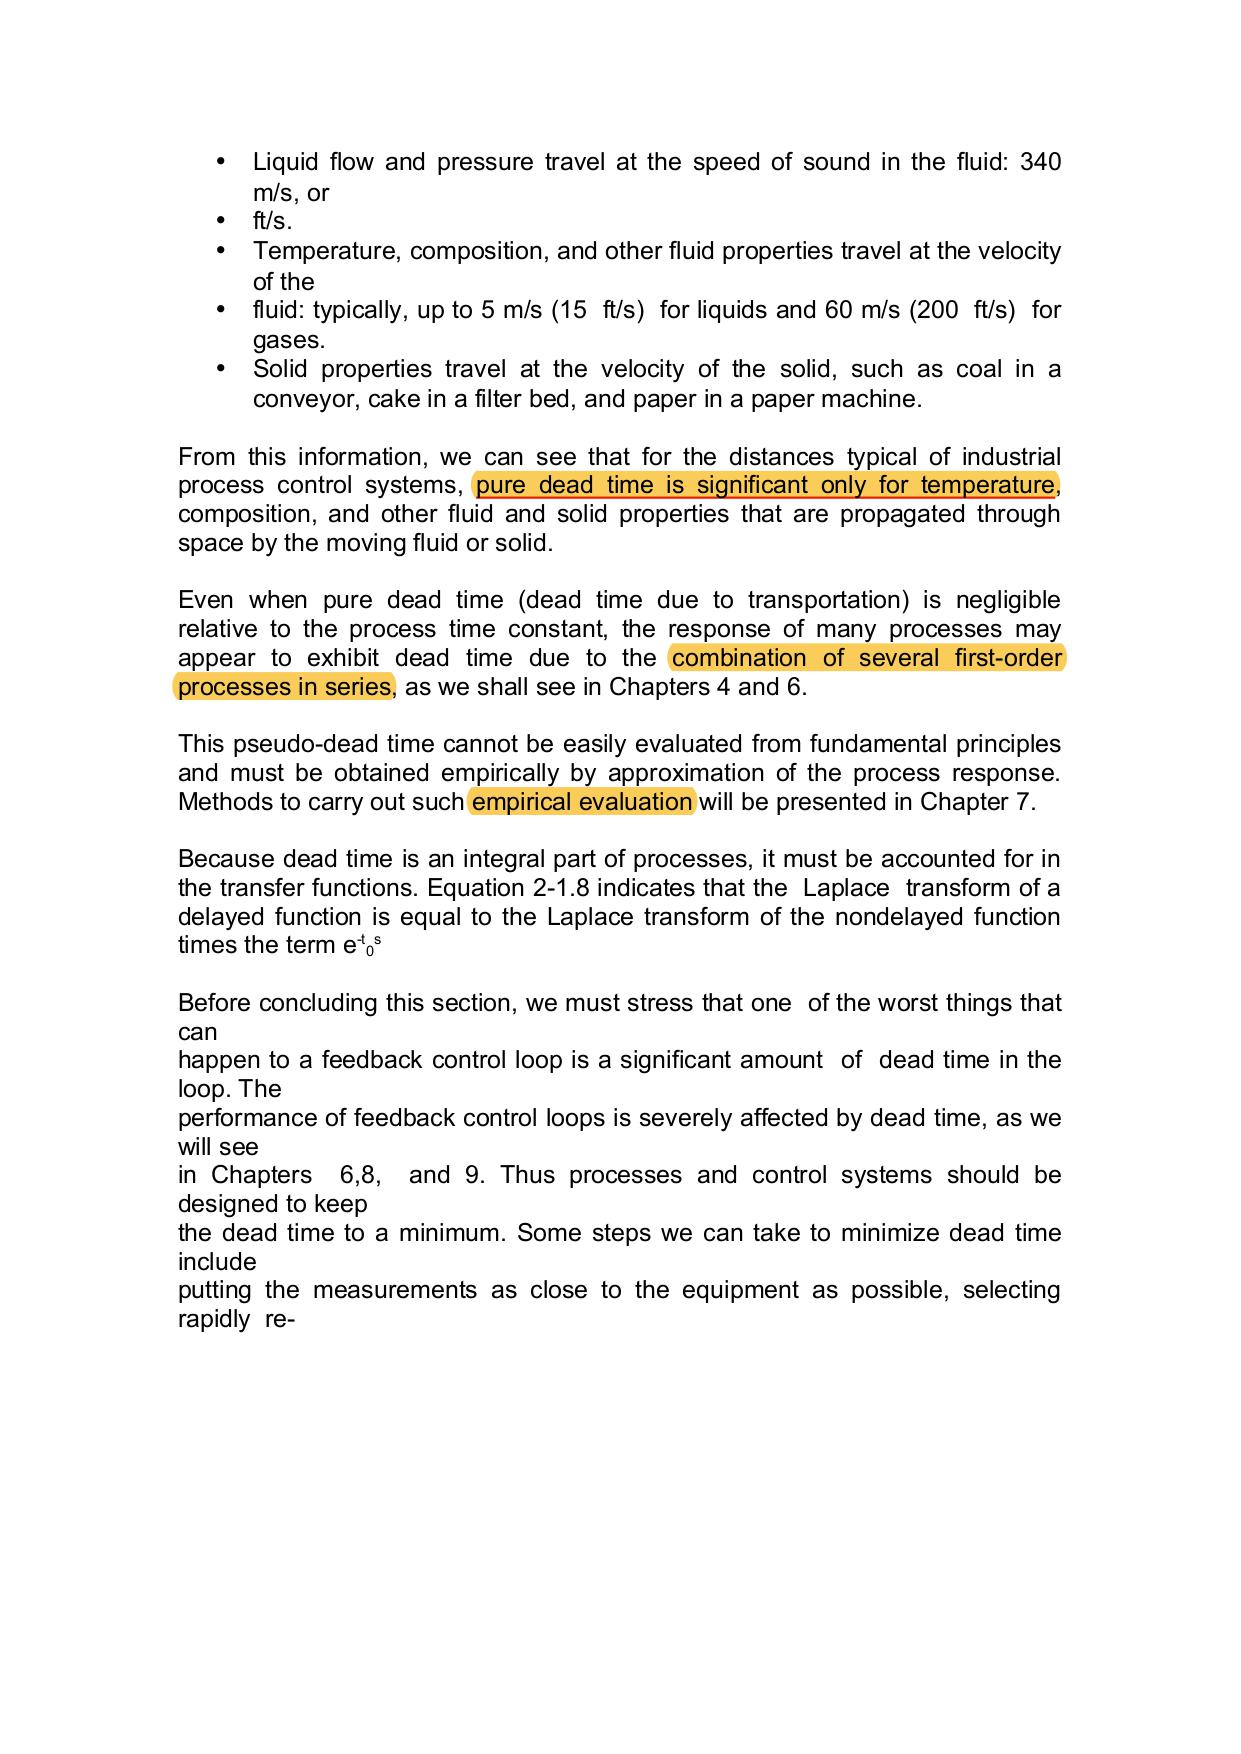 • Liquid flow and pressure travel at the speed of sound in the fluid: 340
m/s, or
• ft/s.
• Temperature, composition, and other fluid properties travel at the velocity
of the
• fluid: typically, up to 5 m/s (15 ft/s) for liquids and 60 m/s (200 ft/s) for
gases.
• Solid properties travel at the velocity of the solid, such as coal in a
conveyor, cake in a filter bed, and paper in a paper machine.
From this information, we can see that for the distances typical of industrial
process control systems, pure dead time is significant only for temperature,
composition, and other fluid and solid properties that are propagated through
space by the moving fluid or solid.
Even when pure dead time (dead time due to transportation) is negligible
relative to the process time constant, the response of many processes may
appear to exhibit dead time due to the combination of several first-order
processes in series, as we shall see in Chapters 4 and 6.
This pseudo-dead time cannot be easily evaluated from fundamental principles
and must be obtained empirically by approximation of the process response.
Methods to carry out such empirical evaluation will be presented in Chapter 7.
Because dead time is an integral part of processes, it must be accounted for in
the transfer functions. Equation 2-1.8 indicates that the Laplace transform of a
delayed function is equal to the Laplace transform of the nondelayed function
times the term e⁻ᵗ₀ˢ
Before concluding this section, we must stress that one of the worst things that
can
happen to a feedback control loop is a significant amount of dead time in the
loop. The
performance of feedback control loops is severely affected by dead time, as we
will see
in Chapters 6,8, and 9. Thus processes and control systems should be
designed to keep
the dead time to a minimum. Some steps we can take to minimize dead time
include
putting the measurements as close to the equipment as possible, selecting
rapidly re-